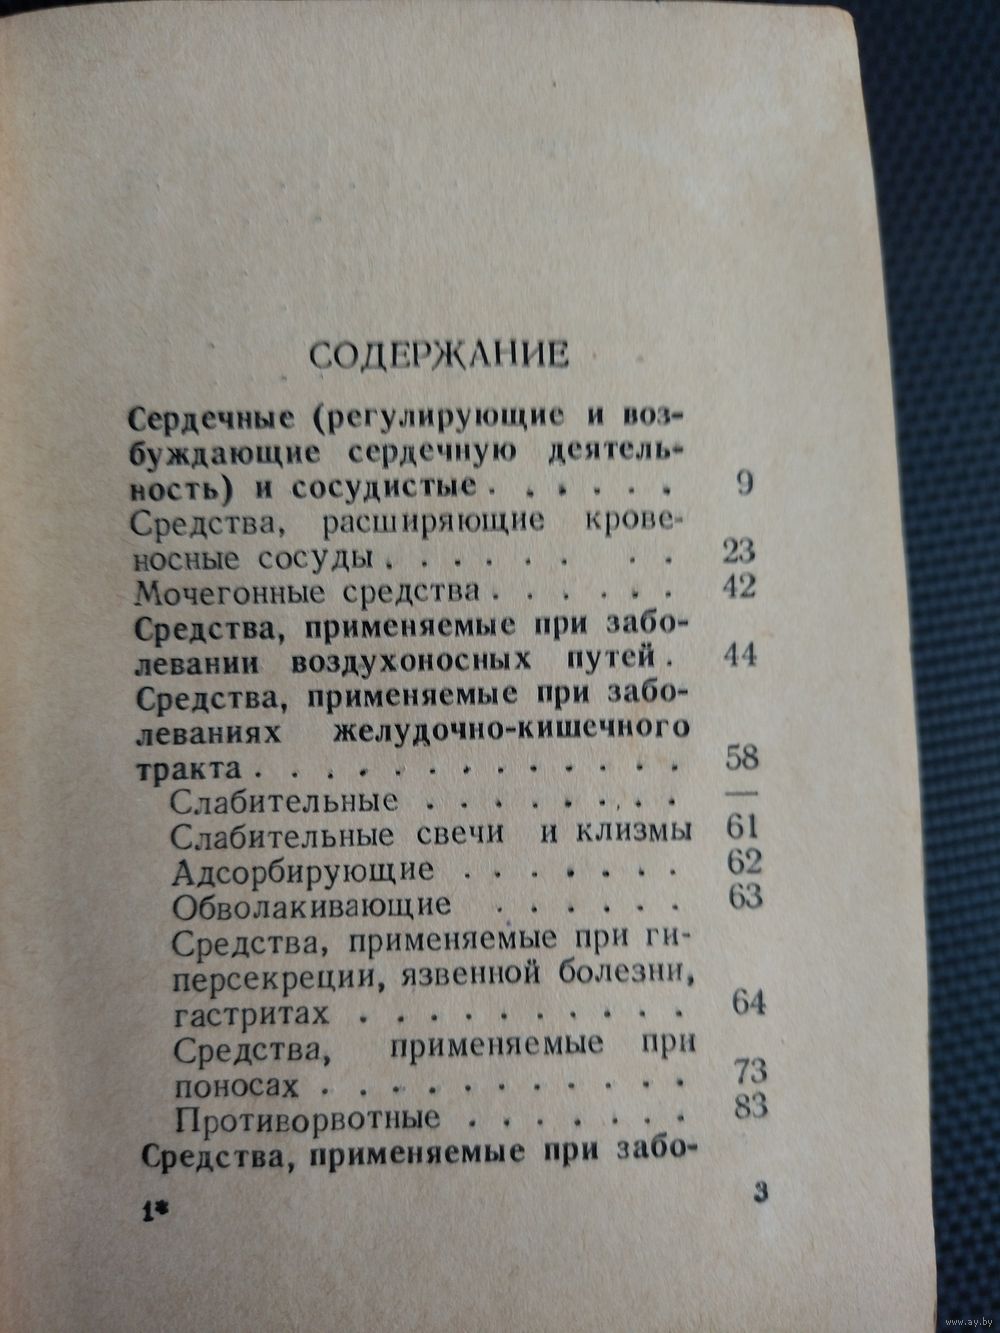 СОДЕРЖАНИЕ
Сердечные (регулирующие и воз-
буждающие сердечную деятель-
ность) и сосудистые . . . . . . 9
Средства, расширяющие крове-
носные сосуды . . . . . . . . 23
Мочегонные средства . . . . . . 42
Средства, применяемые при забо-
левании воздухоносных путей . 44
Средства, применяемые при забо-
леваниях желудочно-кишечного
тракта . . . . . . . . . . . . . 58
Слабительные . . . . . . . . —
Слабительные свечи и клизмы 61
Адсорбирующие . . . . . . . 62
Обволакивающие . . . . . . 63
Средства, применяемые при ги-
персекреции, язвенной болезни,
гастритах . . . . . . . . . . 64
Средства, применяемые при
поносах . . . . . . . . . . . 73
Противорвотные . . . . . . . 83
Средства, применяемые при забо-
1* 3
www.ay.by